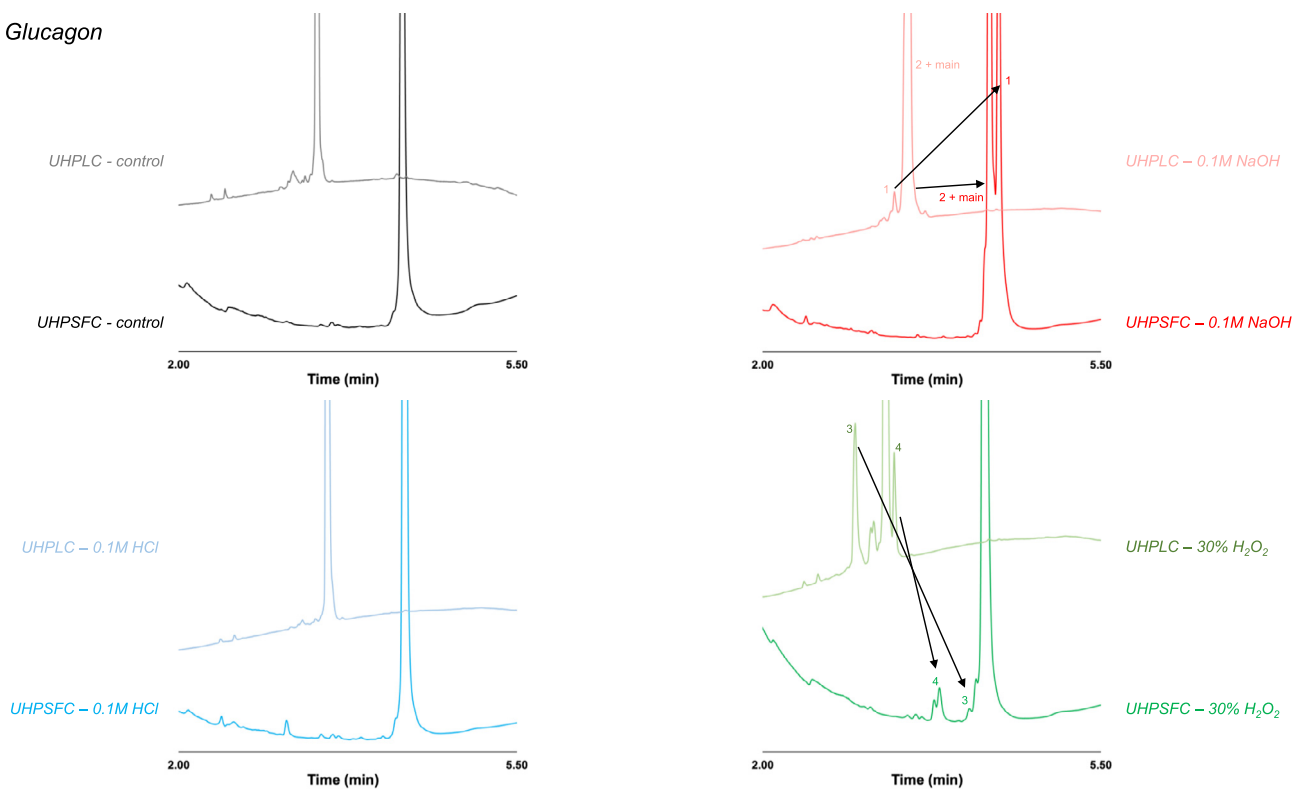 Glucagon
UHPLC - control
UHPSFC - control
2.00
5.50
Time (min)
2 + main
1
1
2 + main
UHPLC – 0.1M NaOH
UHPSFC – 0.1M NaOH
2.00
5.50
Time (min)
UHPLC – 0.1M HCl
UHPSFC – 0.1M HCl
2.00
5.50
Time (min)
3
4
4
3
UHPLC – 30% H₂O₂
UHPSFC – 30% H₂O₂
2.00
5.50
Time (min)